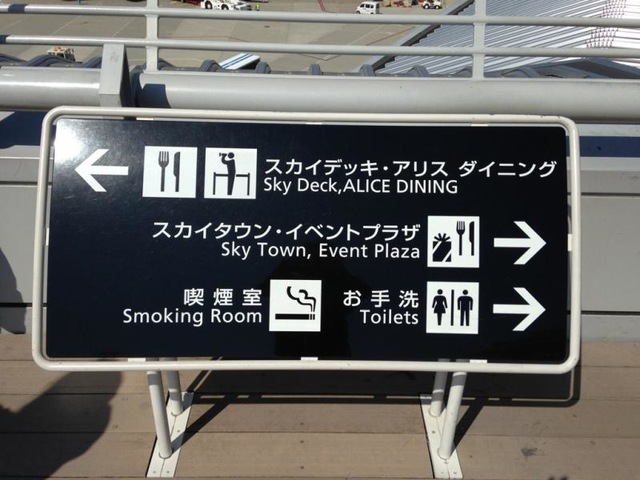 スカイデッキ・アリス ダイニング
Sky Deck,ALICE DINING
スカイタウン・イベントプラザ
Sky Town, Event Plaza
喫煙室
Smoking Room
お手洗
Toilets